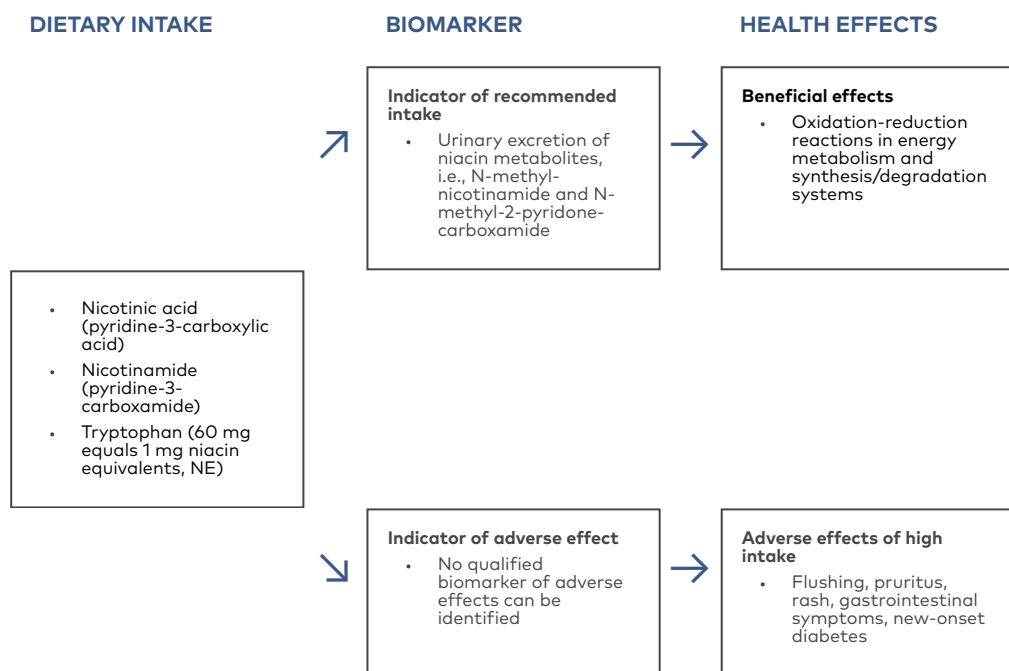 DIETARY INTAKE
BIOMARKER
HEALTH EFFECTS
Indicator of recommended
intake
• Urinary excretion of
niacin metabolites,
i.e., N-methyl-
nicotinamide and N-
methyl-2-pyridone-
carboxamide
Beneficial effects
• Oxidation-reduction
reactions in energy
metabolism and
synthesis/degradation
systems
• Nicotinic acid
(pyridine-3-carboxylic
acid)
• Nicotinamide
(pyridine-3-
carboxamide)
• Tryptophan (60 mg
equals 1 mg niacin
equivalents, NE)
Indicator of adverse effect
• No qualified
biomarker of adverse
effects can be
identified
Adverse effects of high
intake
• Flushing, pruritus,
rash, gastrointestinal
symptoms, new-onset
diabetes